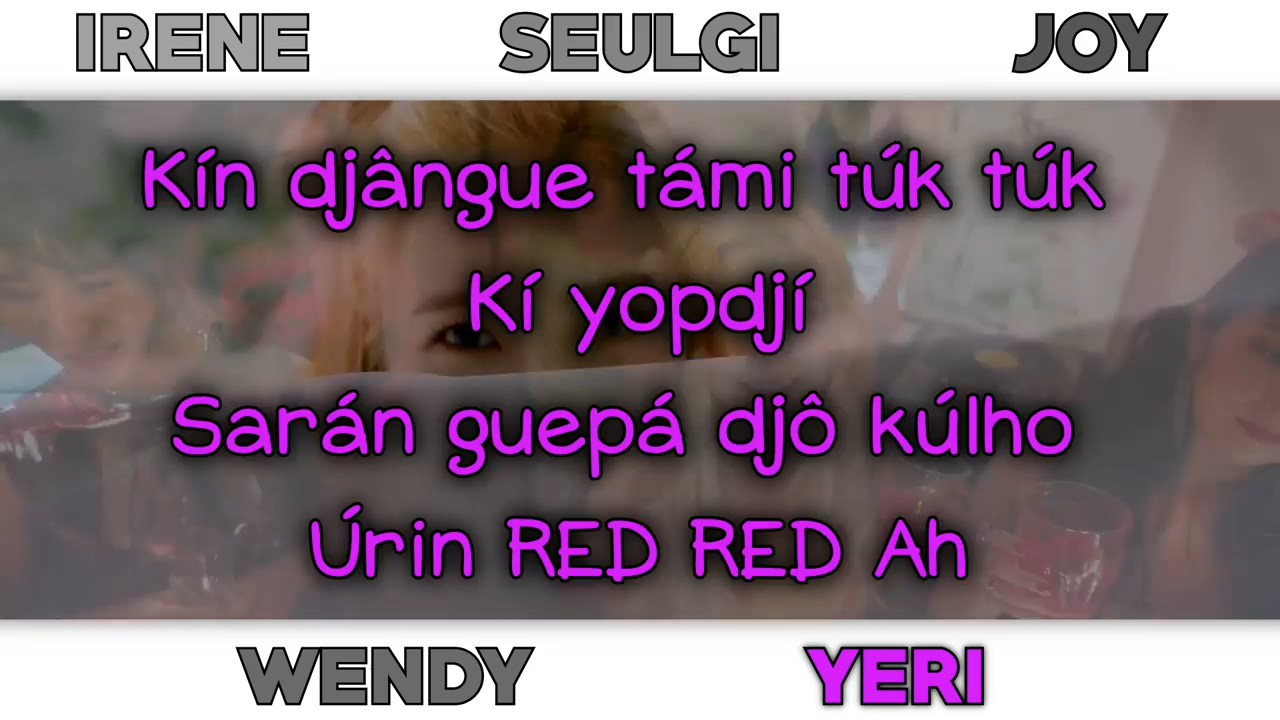 IRENE SEULGI JOY
Kín djângue támi túk túk
Kí yopdjí
Sarán guepá djô kúlho
Úrin RED RED Ah
WENDY YERI